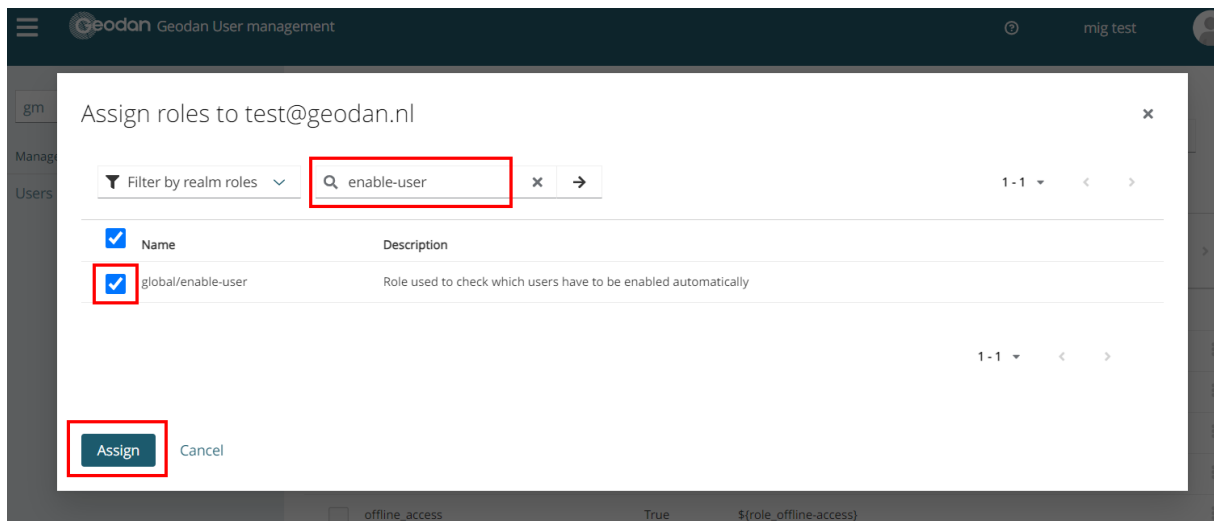 Geodan Geodan User management mig test
gm
Manage
Users
Assign roles to test@geodan.nl
Filter by realm roles enable-user 1 - 1
Name Description
global/enable-user Role used to check which users have to be enabled automatically
1 - 1
Assign Cancel
offline_access True ${role_offline-access}